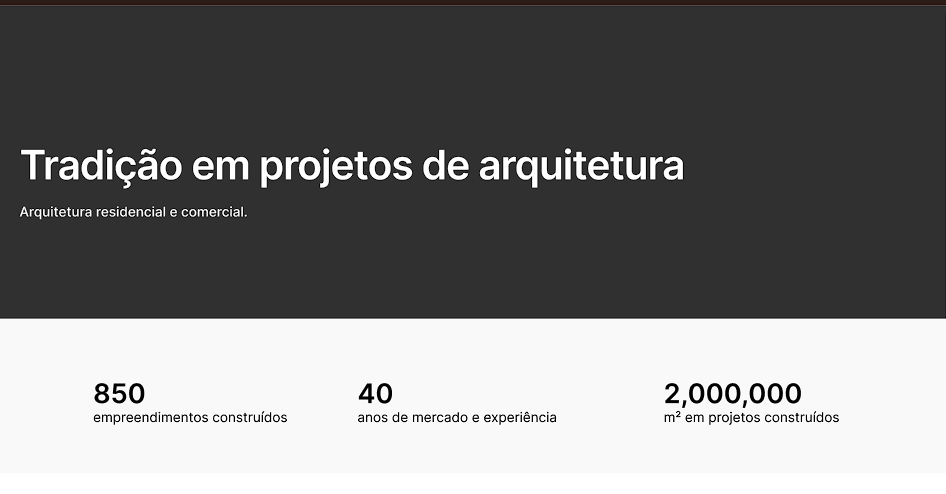 Tradição em projetos de arquitetura
Arquitetura residencial e comercial.
850
empreendimentos construídos
40
anos de mercado e experiência
2,000,000
m² em projetos construídos